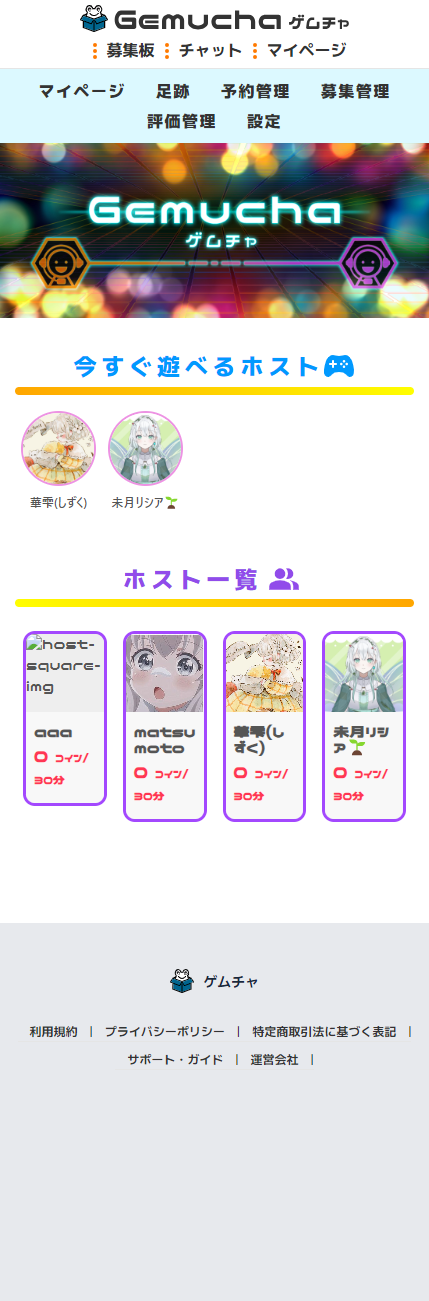 Gemucha ゲムチャ
募集板 チャット マイページ
マイページ 足跡 予約管理 募集管理
評価管理 設定
Gemucha
ゲムチャ
今すぐ遊べるホスト
華雫(しずく) 未月リシア🌱
ホスト一覧
host-
square-
img
aaa
0 コイン/
30分
matsu
moto
0 コイン/
30分
華雫(し
ずく)
0 コイン/
30分
未月リシ
ア🌱
0 コイン/
30分
ゲムチャ
利用規約 | プライバシーポリシー | 特定商取引法に基づく表記 |
サポート・ガイド | 運営会社 |